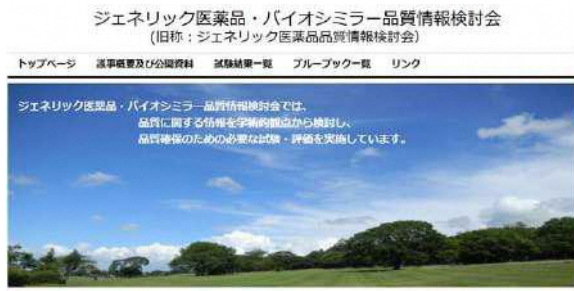 ジェネリック医薬品・バイオシミラー品質情報検討会
(旧称：ジェネリック医薬品品質情報検討会)
トップページ 議事概要及び公開資料 試験結果一覧 ブルーブック一覧 リンク
ジェネリック医薬品・バイオシミラー品質情報検討会では、
品質に関する情報を学術的観点から検討し、
品質確保のための必要な試験・評価を実施しています。